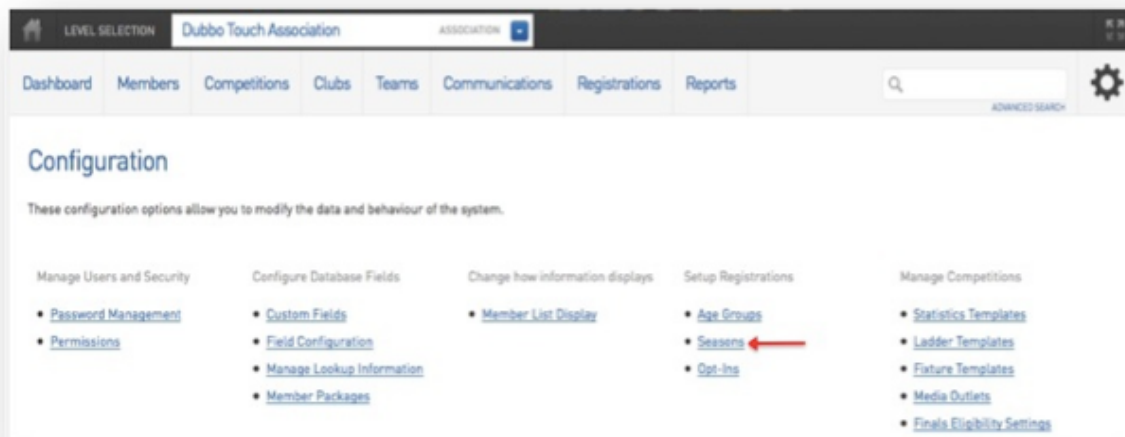 LEVEL SELECTION Dubbo Touch Association ASSOCIATION
Dashboard Members Competitions Clubs Teams Communications Registrations Reports
ADVANCED SEARCH
Configuration
These configuration options allow you to modify the data and behaviour of the system.
Manage Users and Security
• Password Management
• Permissions
Configure Database Fields
• Custom Fields
• Field Configuration
• Manage Lookup Information
• Member Packages
Change how information displays
• Member List Display
Setup Registrations
• Age Groups
• Seasons
• Opt-Ins
Manage Competitions
• Statistics Templates
• Ladder Templates
• Fixture Templates
• Media Outlets
• Finals Eligibility Settings